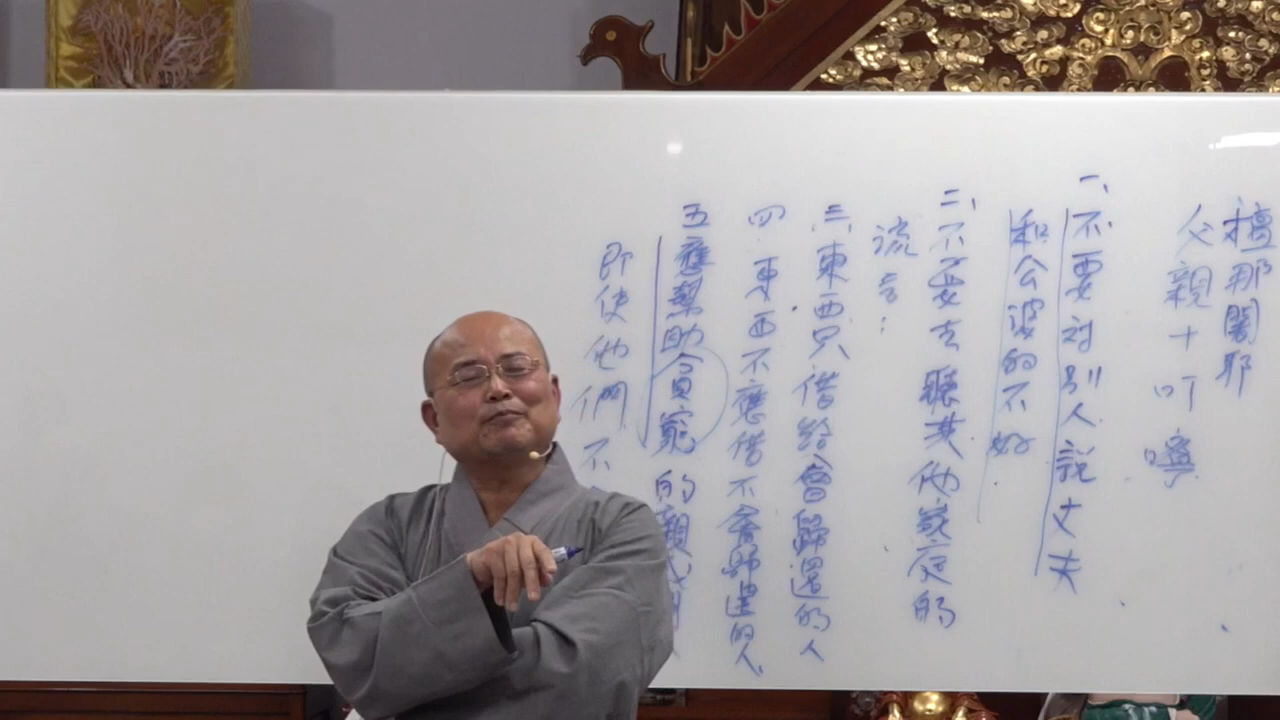 檀那闍耶
父親十叮嚀
一、不要对别人説丈夫
和公婆的不好
二、不要去聽其他家庭的
流言：
三、東西只借給會歸還的人
四、東西不應借不會歸還的人
五應幫助貧窮的親
即使他們不